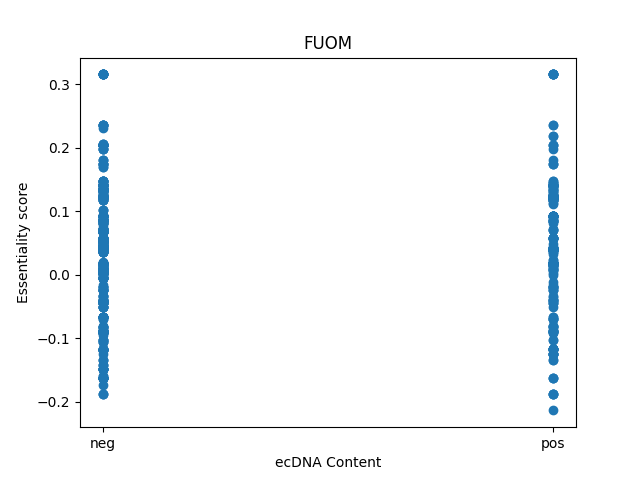 FUOM
Essentiality score
0.3
0.2
0.1
0.0
−0.1
−0.2
neg
pos
ecDNA Content